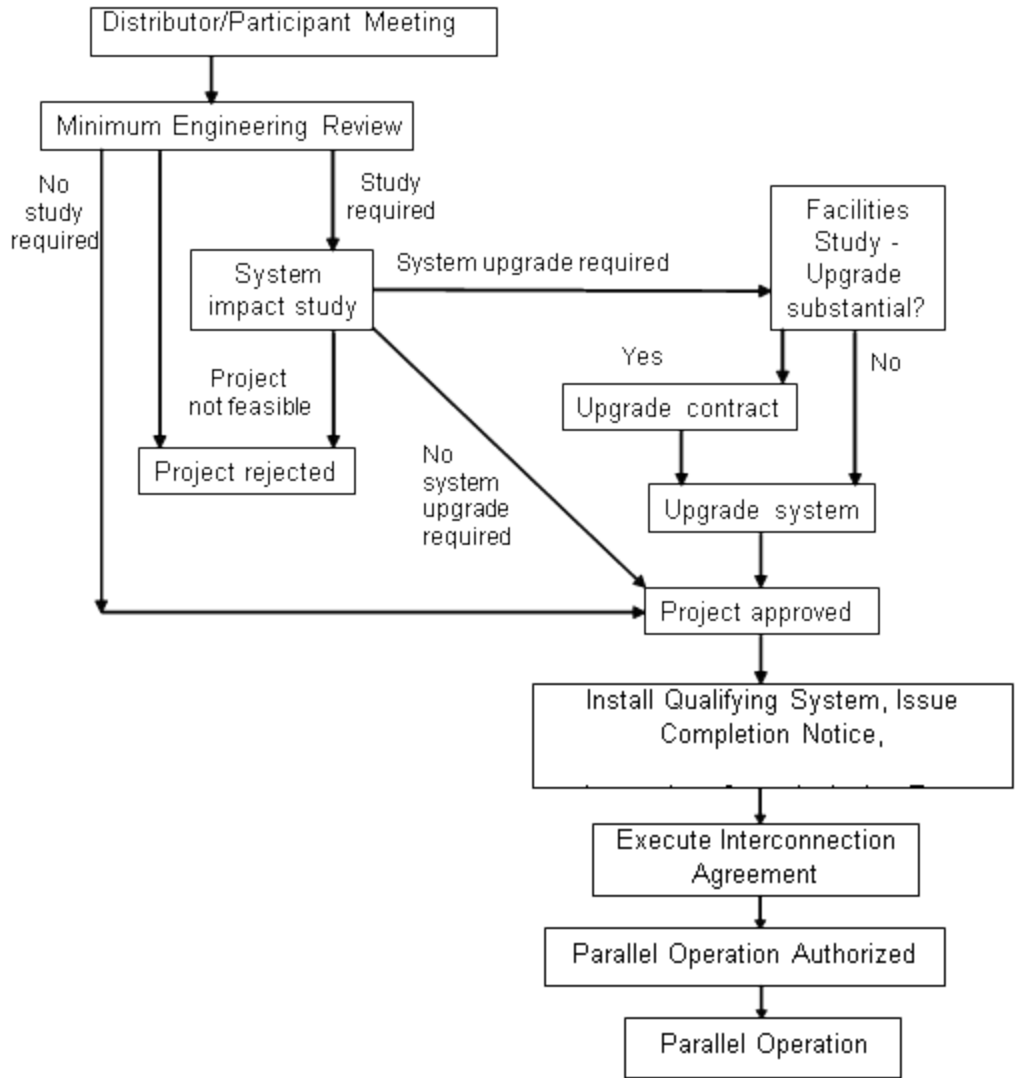 Distributor/Participant Meeting
Minimum Engineering Review
No
study
required
Study
required
System
impact study
System upgrade required
Facilities
Study -
Upgrade
substantial?
Yes
No
Project
not feasible
Upgrade contract
Project rejected
No
system
upgrade
required
Upgrade system
Project approved
Install Qualifying System, Issue
Completion Notice,
Execute Interconnection
Agreement
Parallel Operation Authorized
Parallel Operation